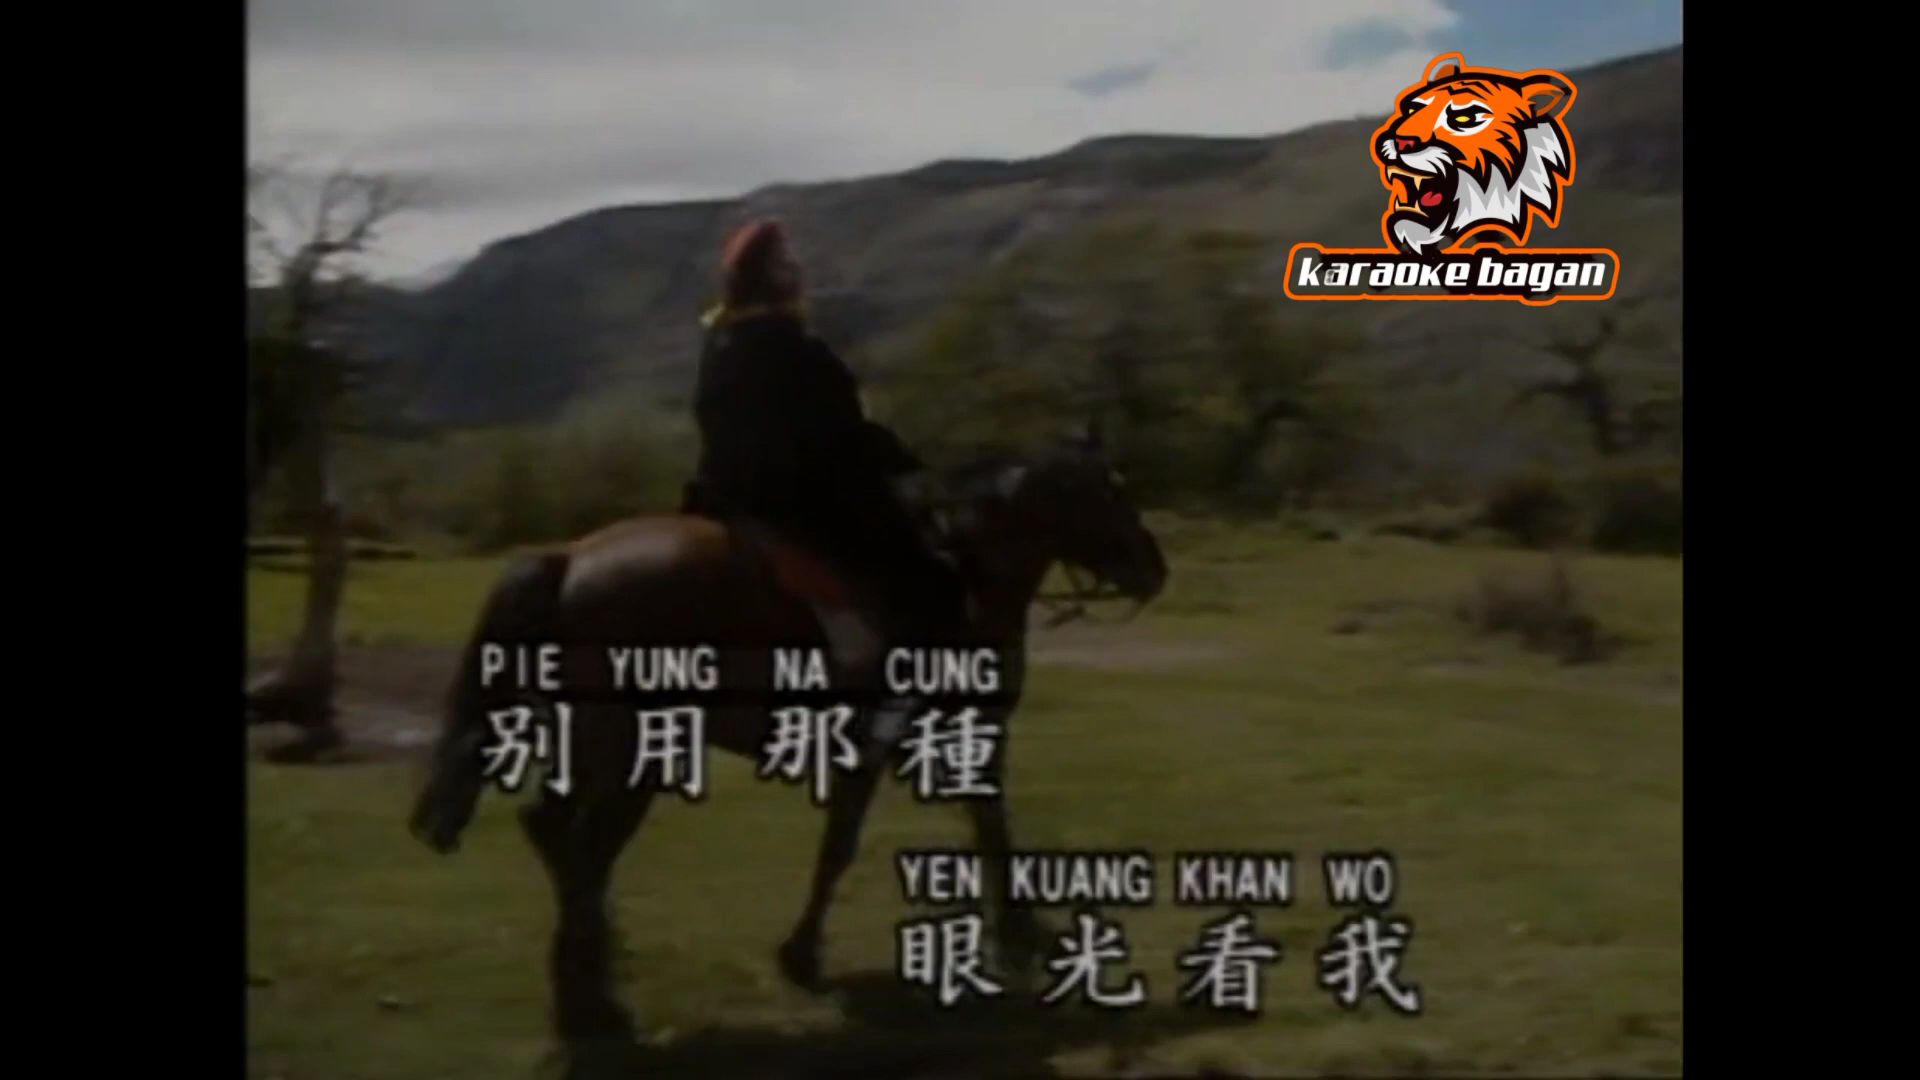 karaoke bagan
PIE YUNG NA CUNG
別用那種
YEN KUANG KHAN WO
眼光看我